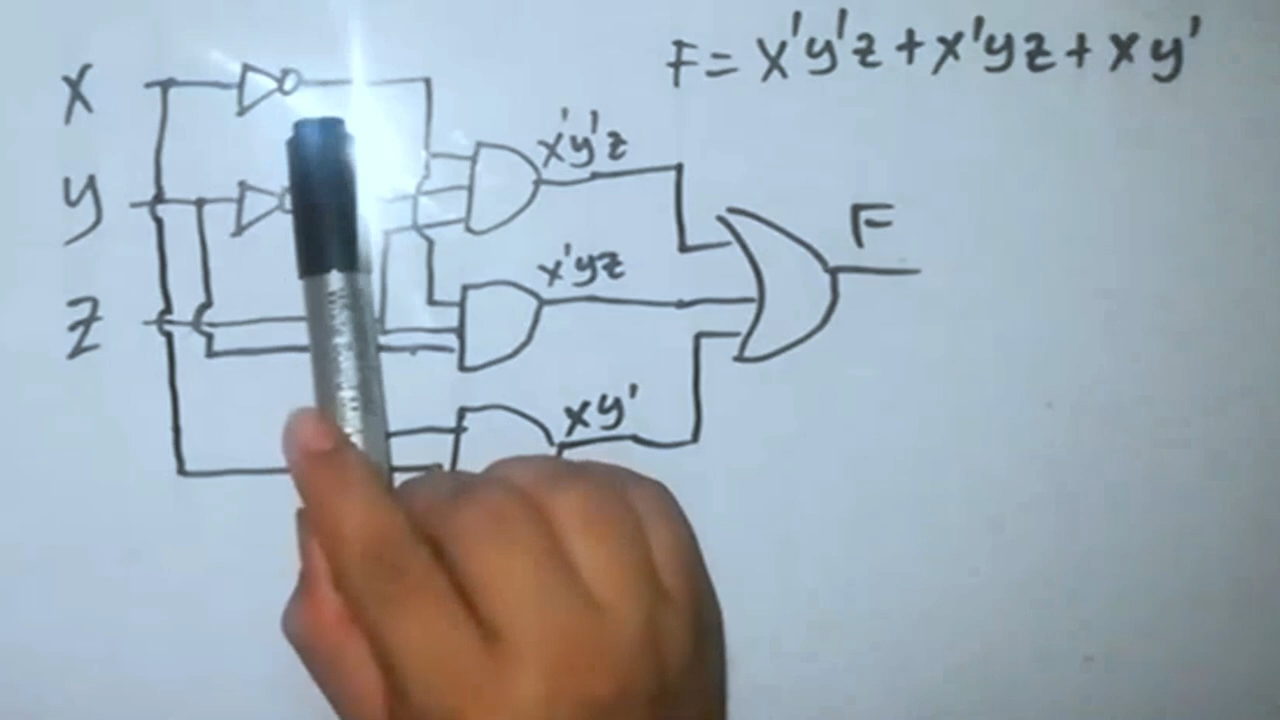 F = x'y'z + x'yz + xy'
x
x'y'z
y
F
x'yz
z
xy'